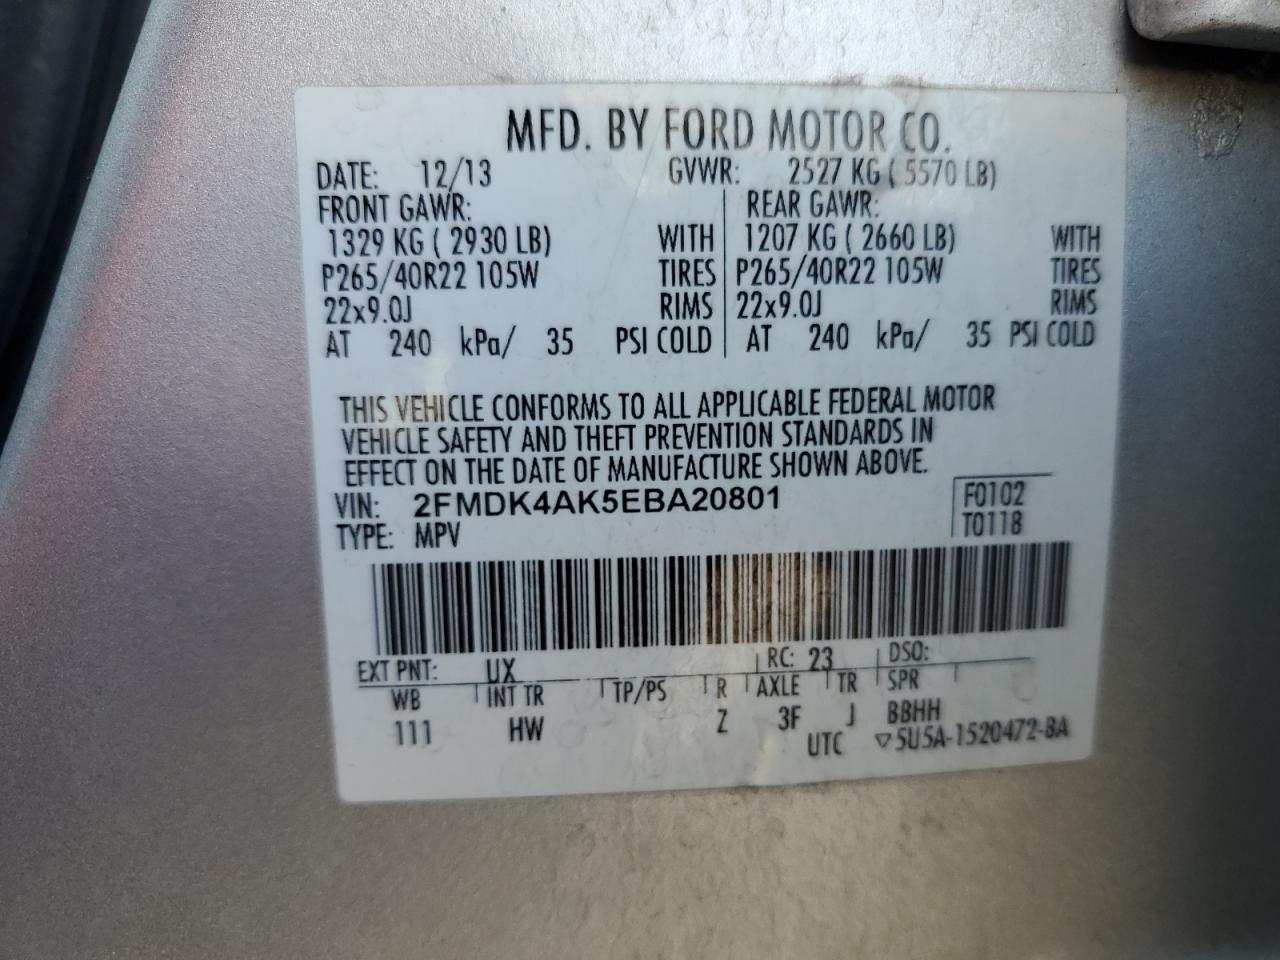 MFD. BY FORD MOTOR CO.
DATE: 12/13 GVWR: 2527 KG ( 5570 LB)
FRONT GAWR: REAR GAWR:
1329 KG ( 2930 LB) WITH 1207 KG ( 2660 LB) WITH
P265/40R22 105W TIRES P265/40R22 105W TIRES
22x9.0J RIMS 22x9.0J RIMS
AT 240 kPa/ 35 PSI COLD AT 240 kPa/ 35 PSI COLD
THIS VEHICLE CONFORMS TO ALL APPLICABLE FEDERAL MOTOR
VEHICLE SAFETY AND THEFT PREVENTION STANDARDS IN
EFFECT ON THE DATE OF MANUFACTURE SHOWN ABOVE.
VIN: 2FMDK4AK5EBA20801 F0102
TYPE: MPV T0118
EXT PNT: UX RC: 23 DSO:
WB INT TR TP/PS R AXLE TR SPR
111 HW Z 3F J BBHH
UTC ▽5U5A-1520472-BA